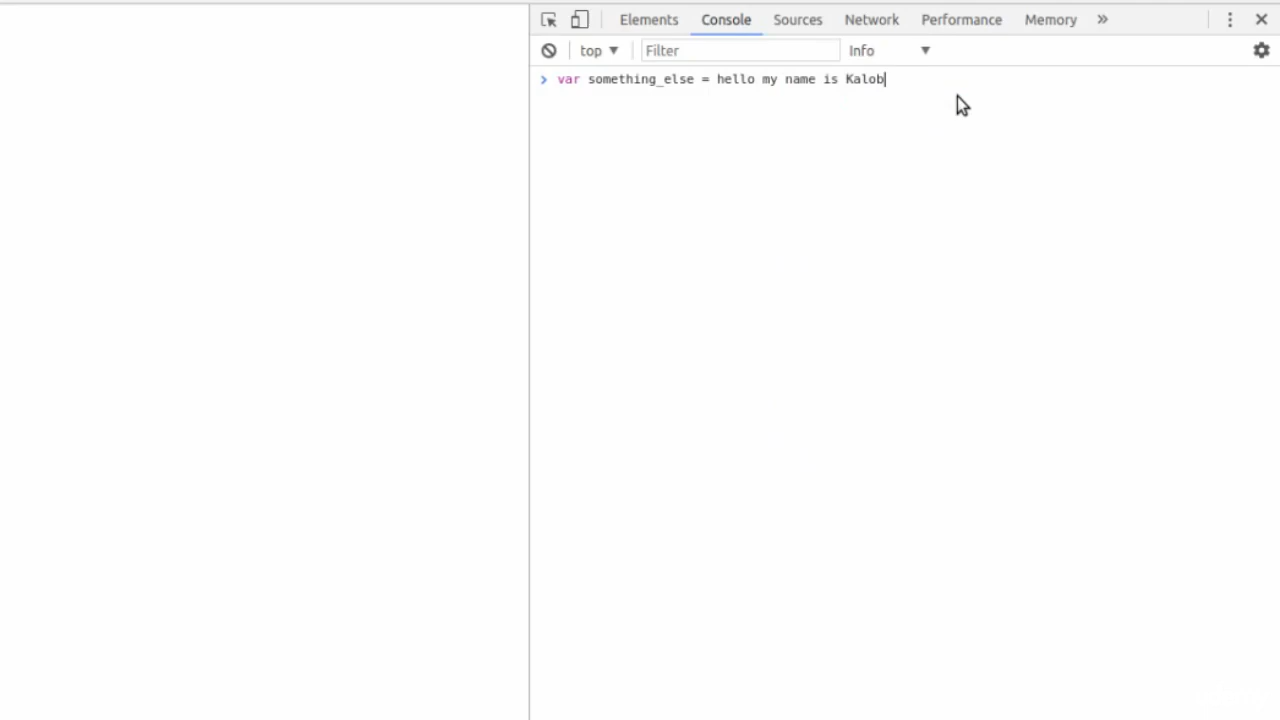 Elements Console Sources Network Performance Memory »
top Filter Info
> var something_else = hello my name is Kalob